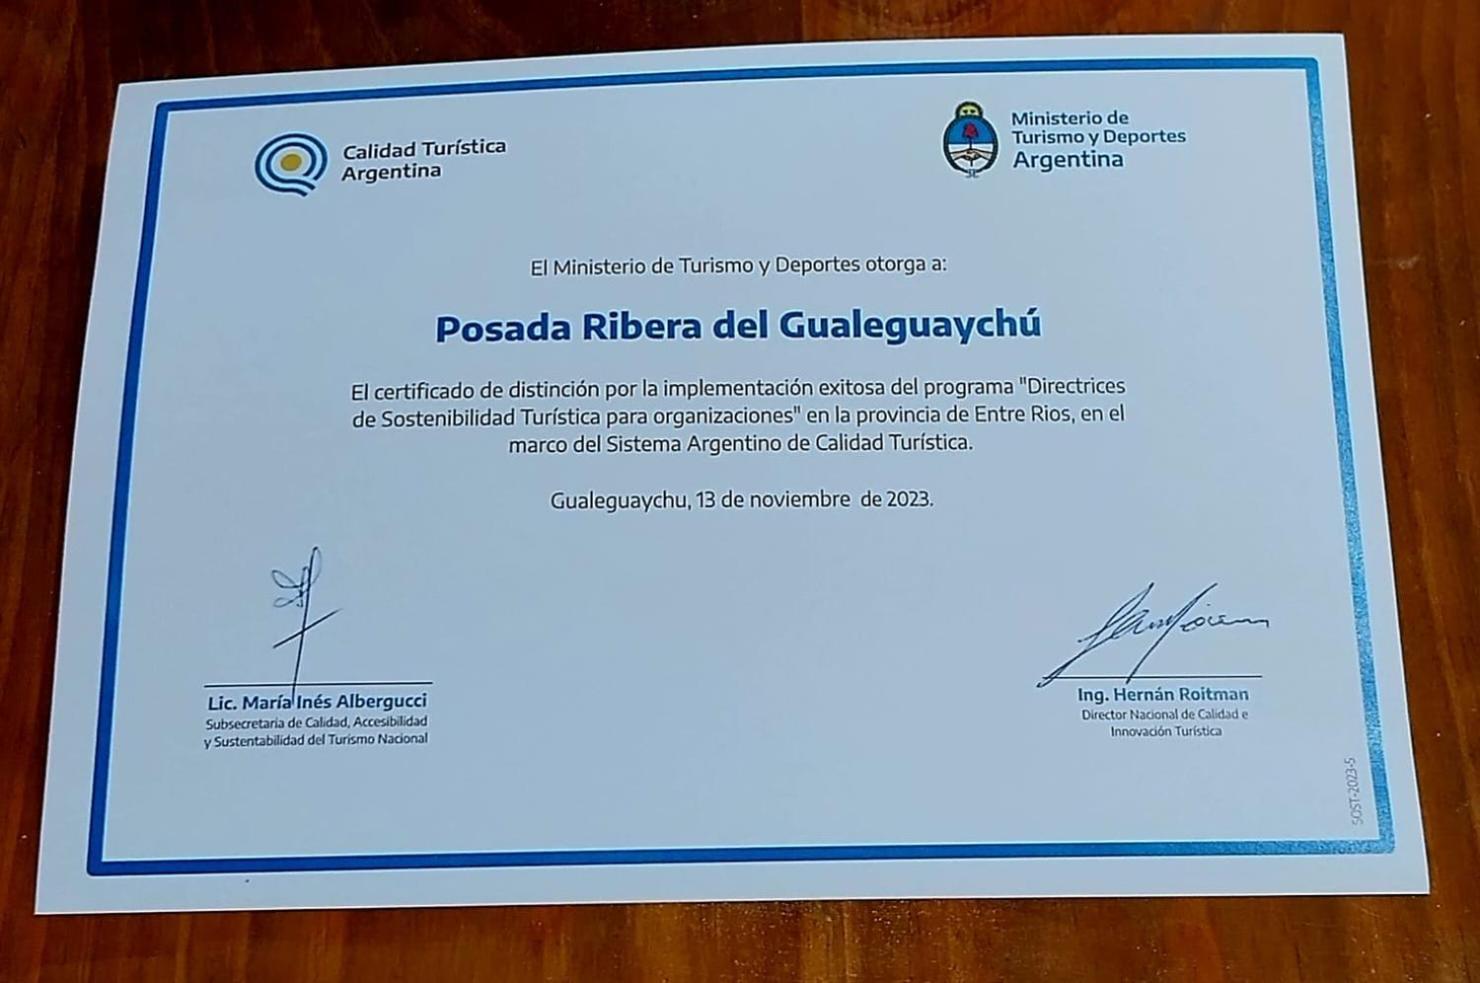 Calidad Turística
Argentina
Ministerio de
Turismo y Deportes
Argentina
El Ministerio de Turismo y Deportes otorga a:
Posada Ribera del Gualeguaychú
El certificado de distinción por la implementación exitosa del programa "Directrices
de Sostenibilidad Turística para organizaciones" en la provincia de Entre Rios, en el
marco del Sistema Argentino de Calidad Turística.
Gualeguaychu, 13 de noviembre de 2023.
Lic. María Inés Albergucci
Subsecretaria de Calidad, Accesibilidad
y Sustentabilidad del Turismo Nacional
Ing. Hernán Roitman
Director Nacional de Calidad e
Innovación Turística
SOST-2023-5